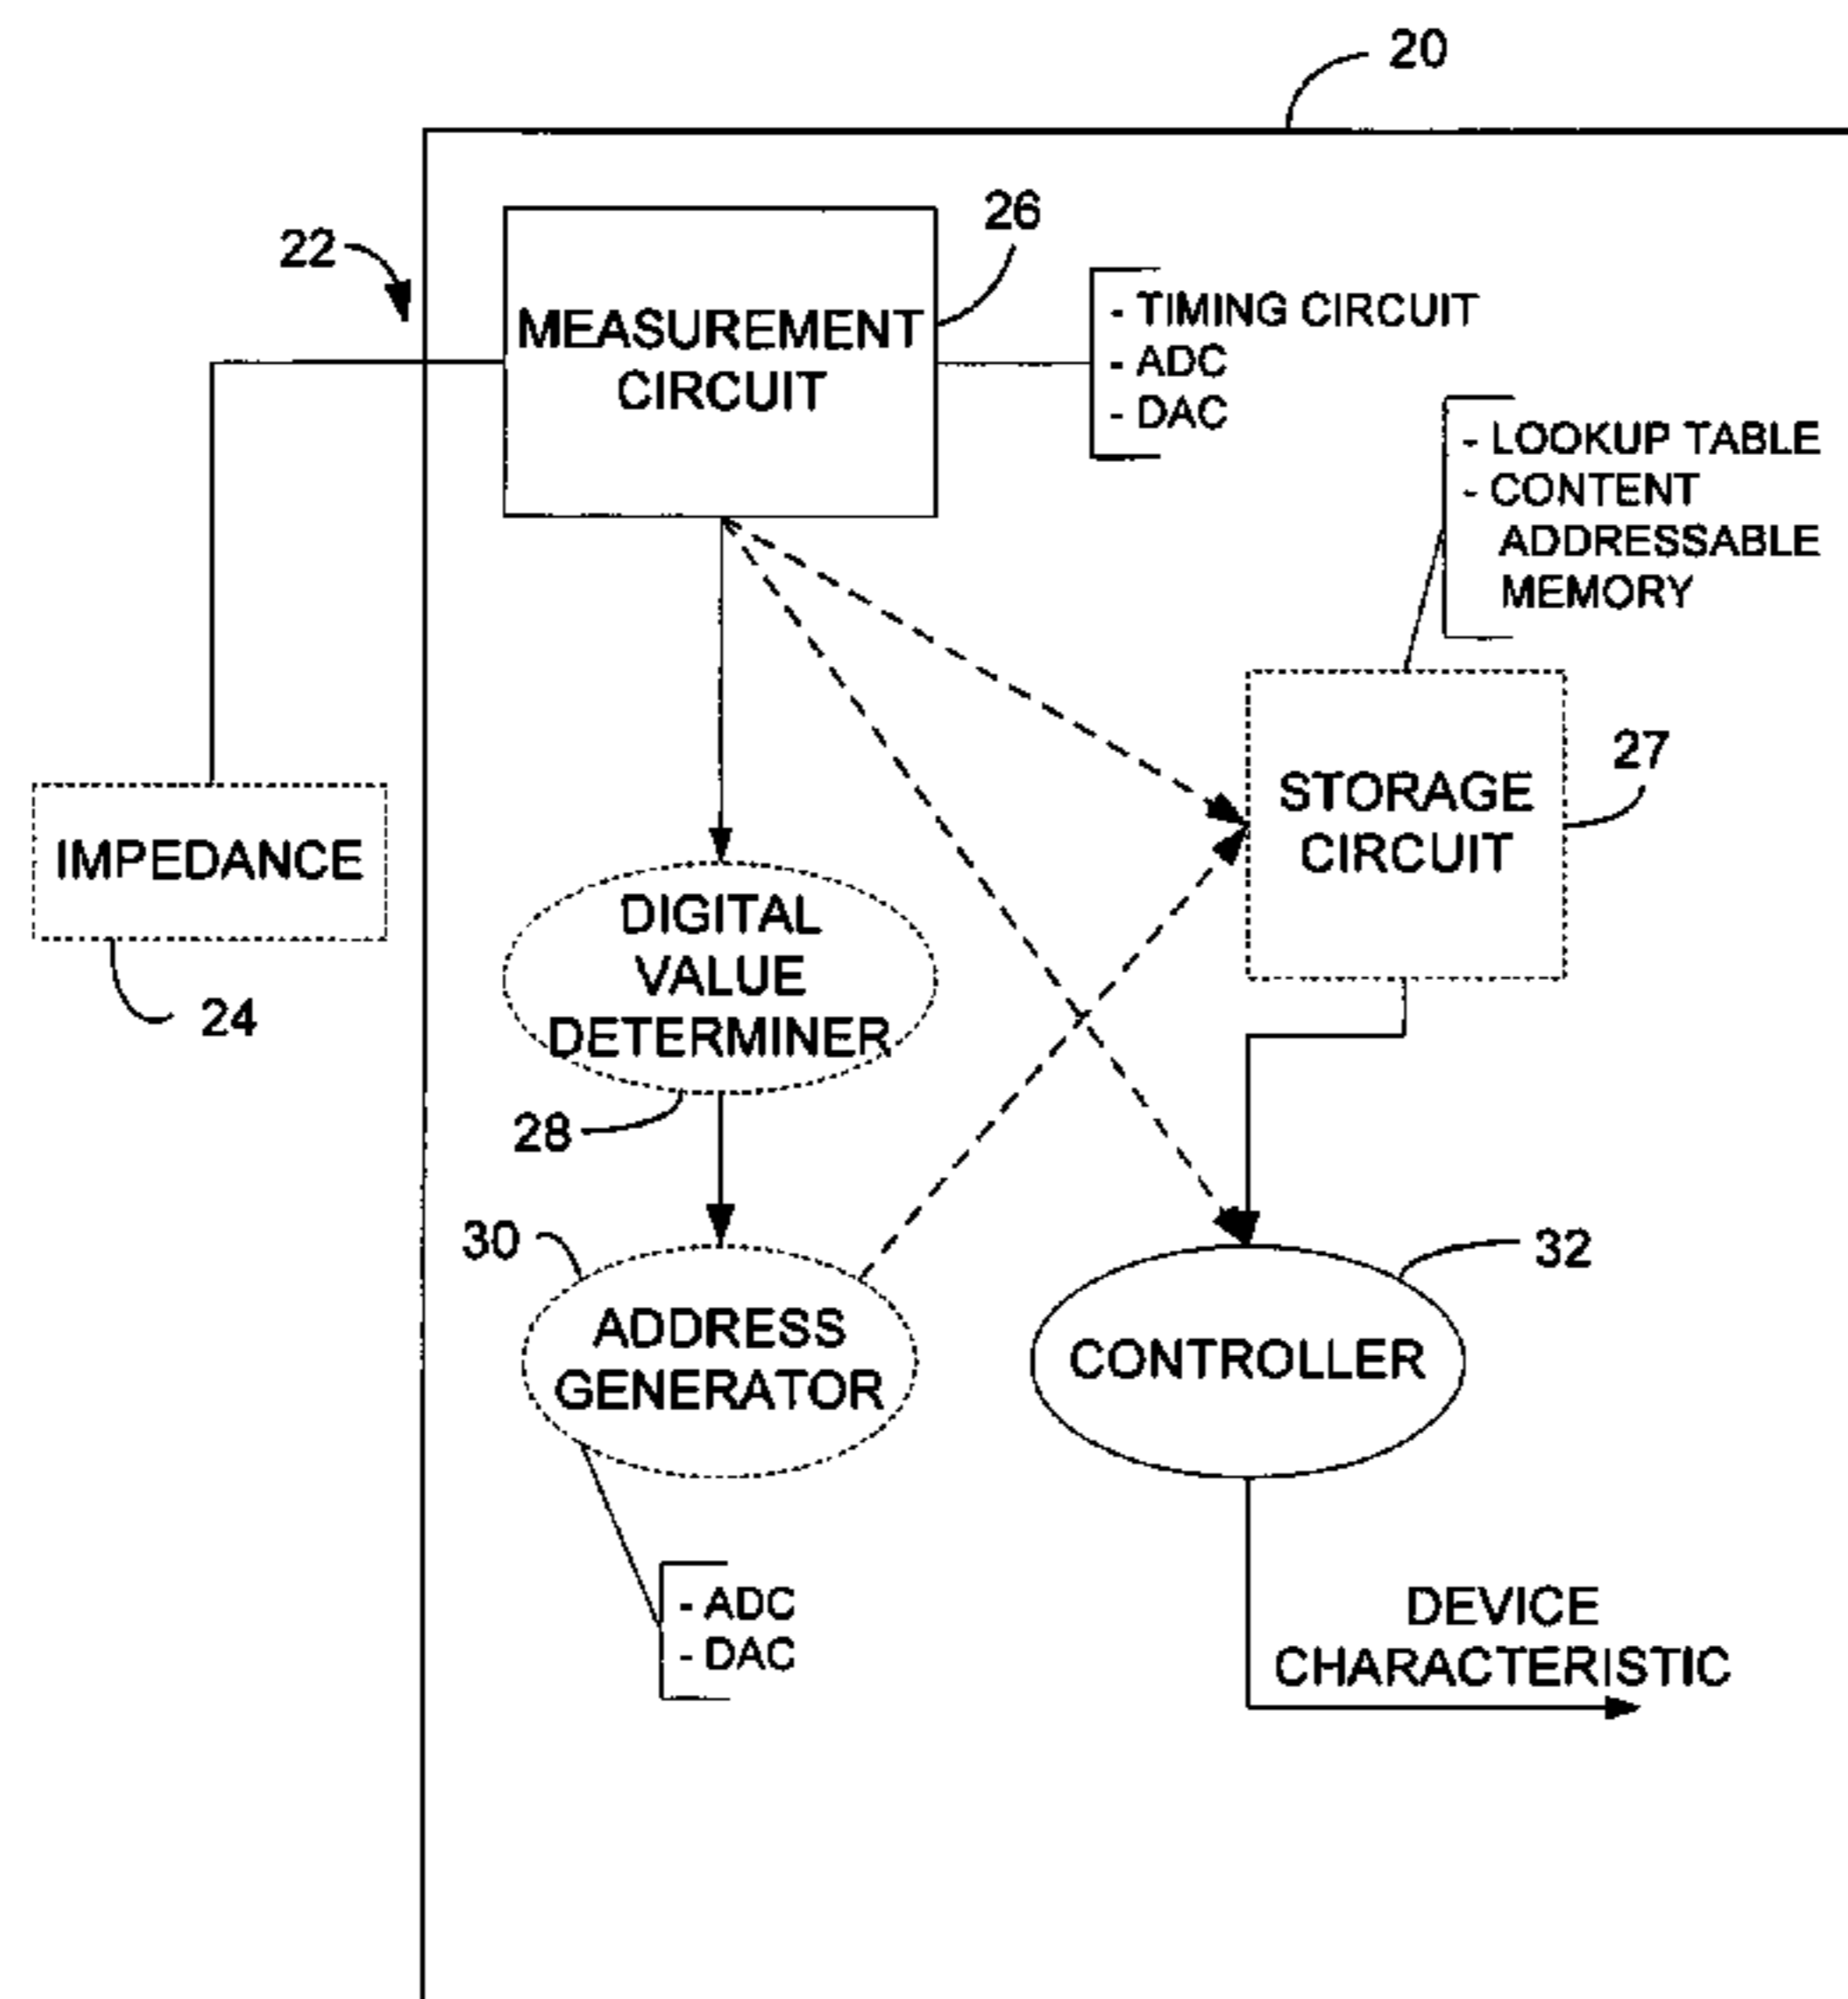 20
26
22
MEASUREMENT
CIRCUIT
- TIMING CIRCUIT
- ADC
- DAC
- LOOKUP TABLE
- CONTENT
ADDRESSABLE
MEMORY
27
STORAGE
CIRCUIT
IMPEDANCE
24
DIGITAL
VALUE
DETERMINER
28
30
32
ADDRESS
GENERATOR
CONTROLLER
- ADC
- DAC
DEVICE
CHARACTERISTIC